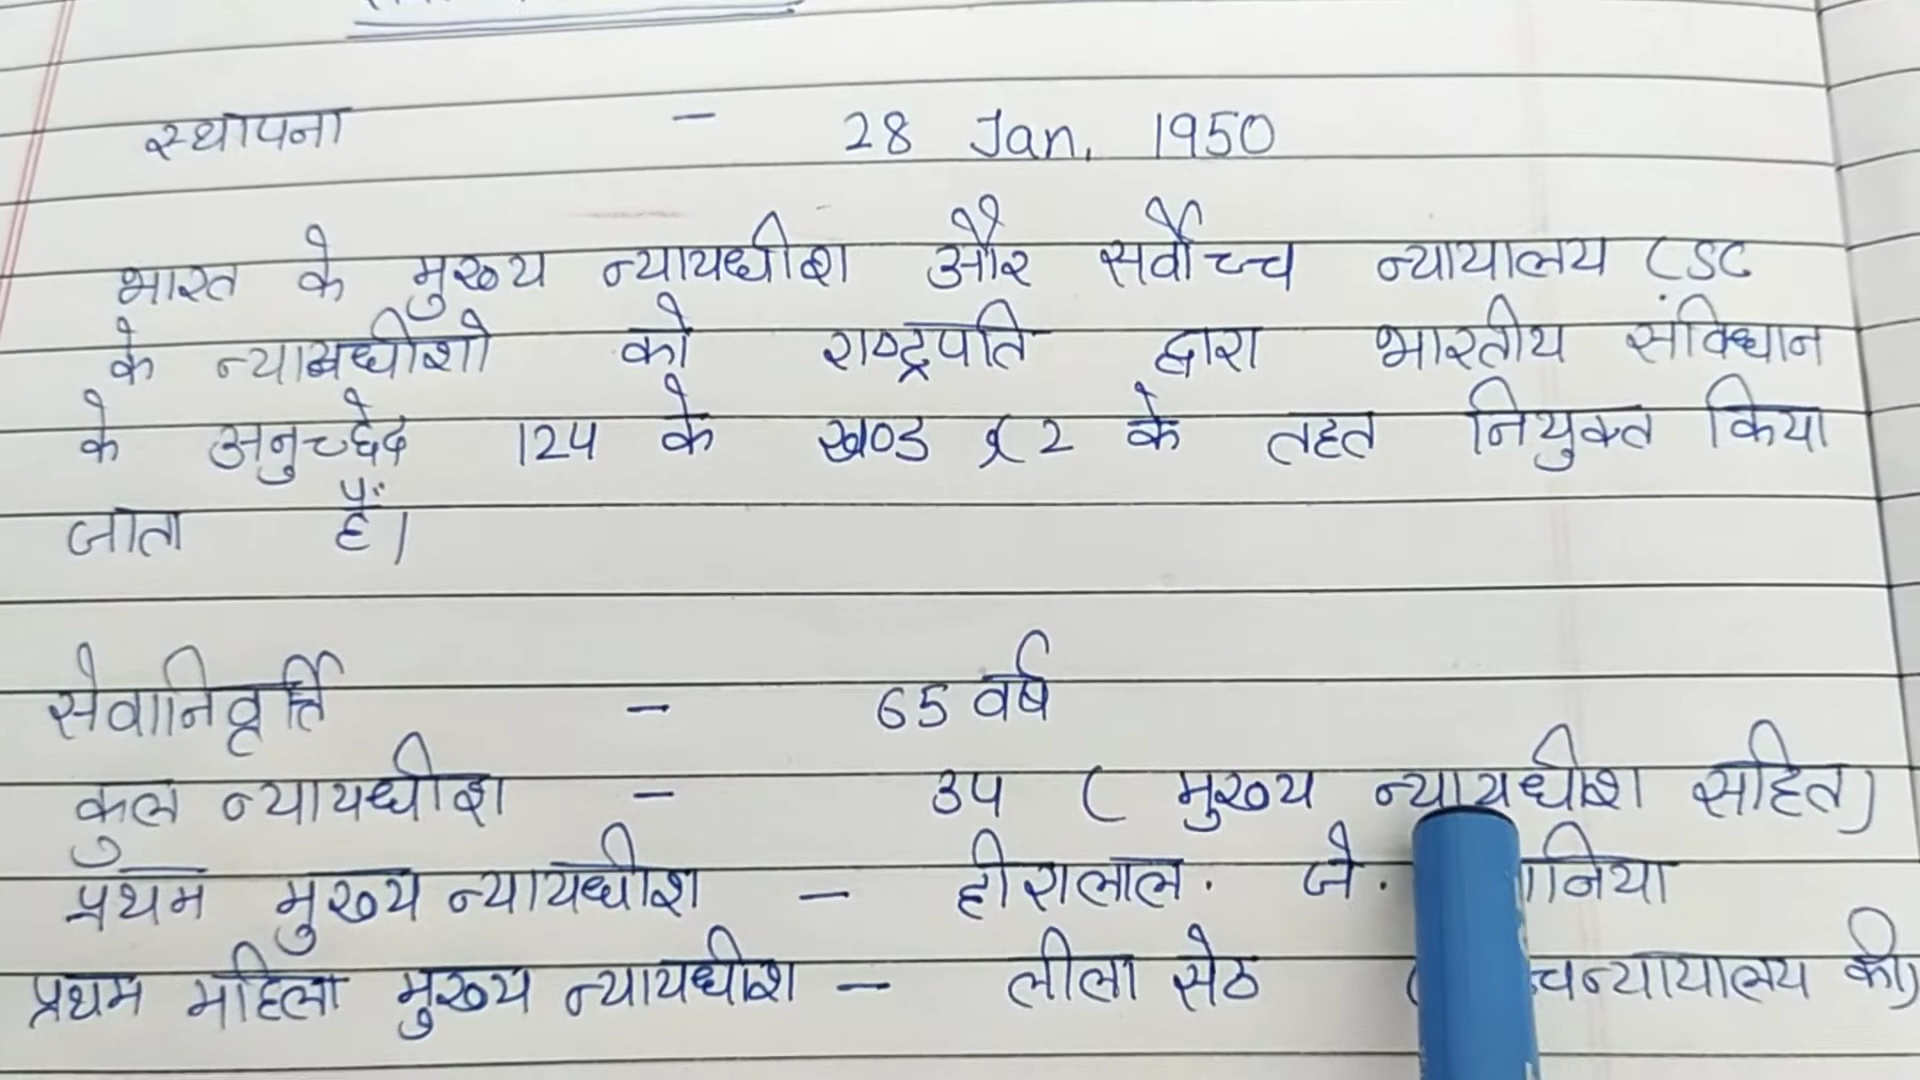 स्थापना - 28 Jan, 1950
भारत के मुख्य न्यायधीश और सर्वोच्च न्यायालय (SC
के न्यायधीशो को राष्ट्रपति द्वारा भारतीय संविधान
के अनुच्छेद 124 के खण्ड (2 के तहत नियुक्त किया
जाता हैं।
सेवानिवृर्त्ति - 65 वर्ष
कुल न्यायधीश - 34 ( मुख्य न्यायधीश सहित)
प्रथम मुख्य न्यायधीश - हीरालाल. जे.
प्रथम महिला मुख्य न्यायधीश - लीला सेठ ( की)